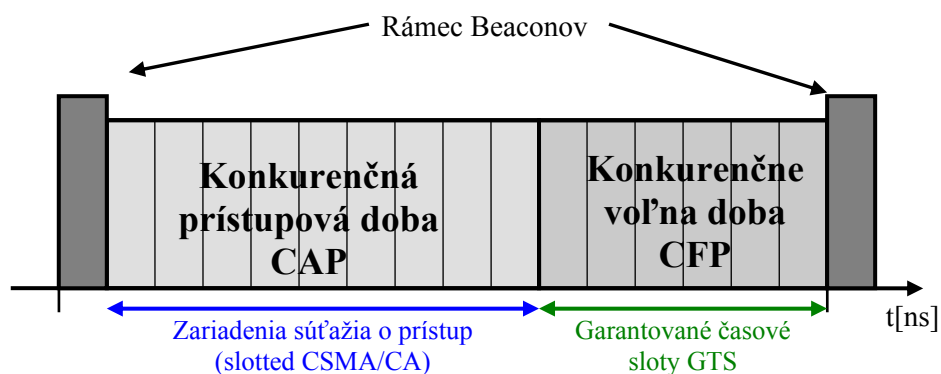 Rámec Beaconov
Konkurenčná
prístupová doba
CAP
Konkurenčne
voľna doba
CFP
t[ns]
Zariadenia súťažia o prístup
(slotted CSMA/CA)
Garantované časové
sloty GTS